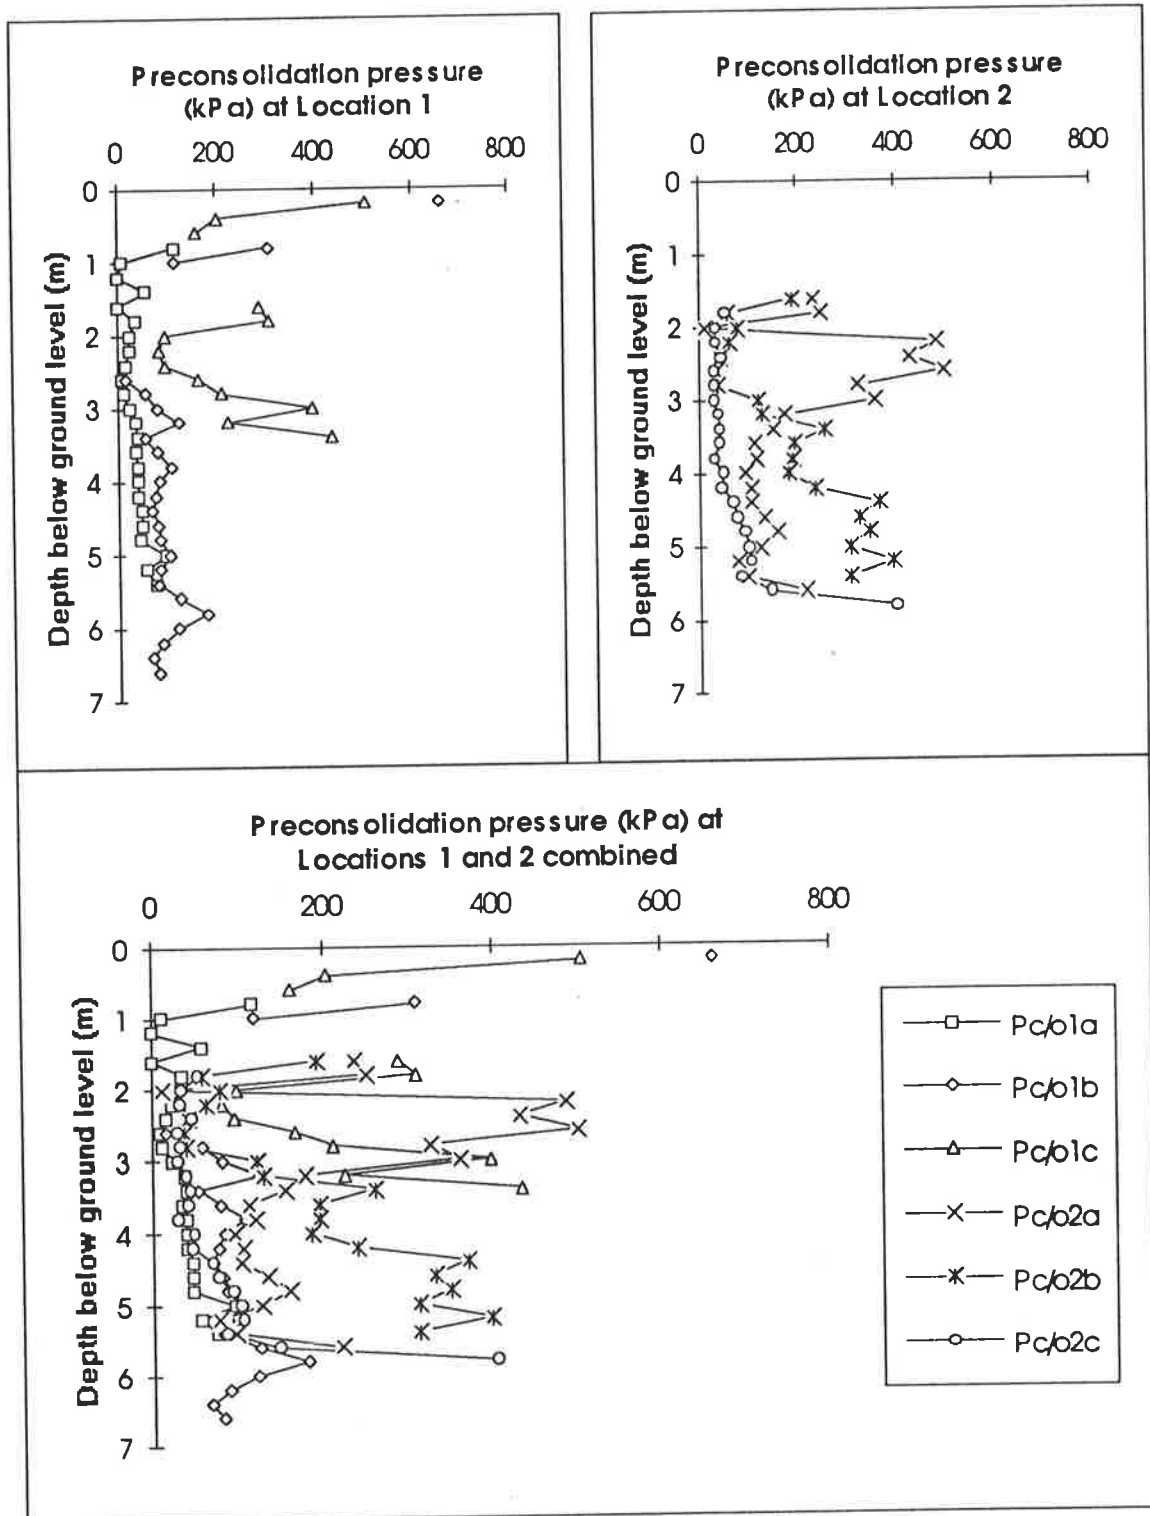 Preconsolidation pressure
(kPa) at Location 1
0 200 400 600 800
0
1
2
3
4
5
6
7
Depth below ground level (m)
Preconsolidation pressure
(kPa) at Location 2
0 200 400 600 800
0
1
2
3
4
5
6
7
Depth below ground level (m)
Preconsolidation pressure (kPa) at
Locations 1 and 2 combined
0 200 400 600 800
0
1
2
3
4
5
6
7
Depth below ground level (m)
Pc/o1a
Pc/o1b
Pc/o1c
Pc/o2a
Pc/o2b
Pc/o2c